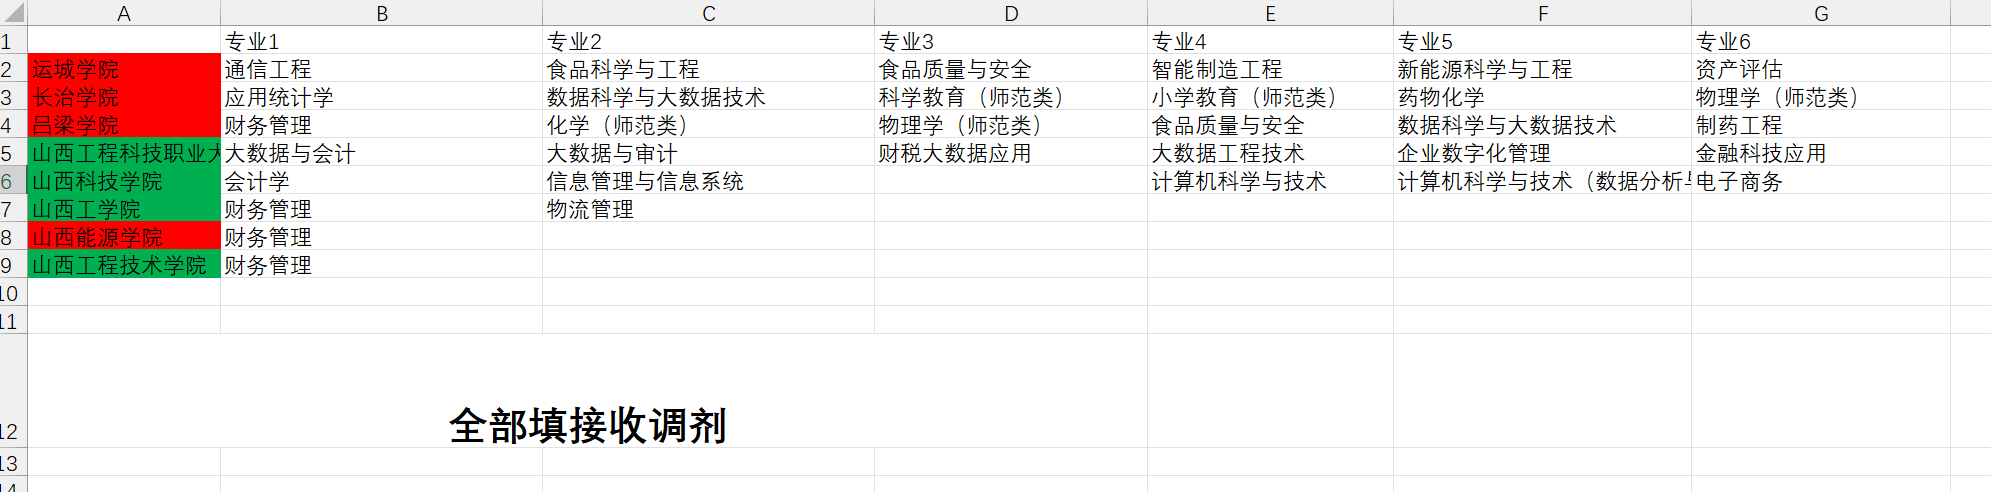 A B C D E F G
1 专业1 专业2 专业3 专业4 专业5 专业6
2 运城学院 通信工程 食品科学与工程 食品质量与安全 智能制造工程 新能源科学与工程 资产评估
3 长治学院 应用统计学 数据科学与大数据技术 科学教育（师范类） 小学教育（师范类） 药物化学 物理学（师范类）
4 吕梁学院 财务管理 化学（师范类） 物理学（师范类） 食品质量与安全 数据科学与大数据技术 制药工程
5 山西工程科技职业大 大数据与会计 大数据与审计 财税大数据应用 大数据工程技术 企业数字化管理 金融科技应用
6 山西科技学院 会计学 信息管理与信息系统 计算机科学与技术 计算机科学与技术（数据分析 电子商务
7 山西工学院 财务管理 物流管理
8 山西能源学院 财务管理
9 山西工程技术学院 财务管理
10
11
12 全部填接收调剂
13
14